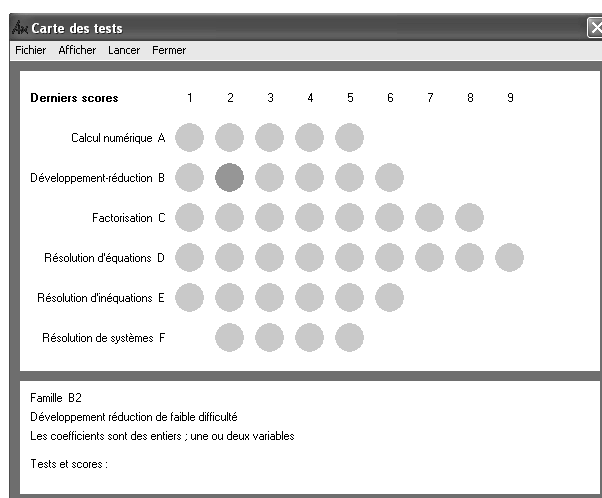 Carte des tests
Fichier Afficher Lancer Fermer
Derniers scores 1 2 3 4 5 6 7 8 9
Calcul numérique A
Développement-réduction B
Factorisation C
Résolution d'équations D
Résolution d'inéquations E
Résolution de systèmes F
Famille B2
Développement réduction de faible difficulté
Les coefficients sont des entiers ; une ou deux variables
Tests et scores :